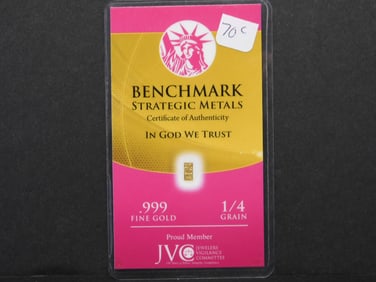 70c
BENCHMARK
STRATEGIC METALS
Certificate of Authenticity
IN GOD WE TRUST
.999
FINE GOLD
1/4
GRAIN
Proud Member
JVC
JEWELERS
VIGILANCE
COMMITTEE